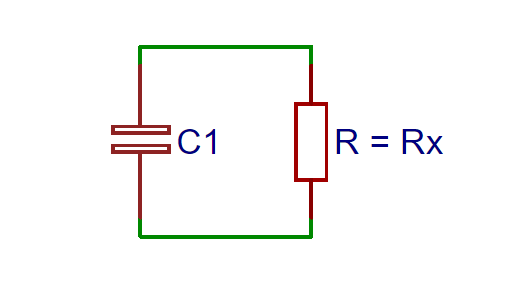 C1
R = Rx